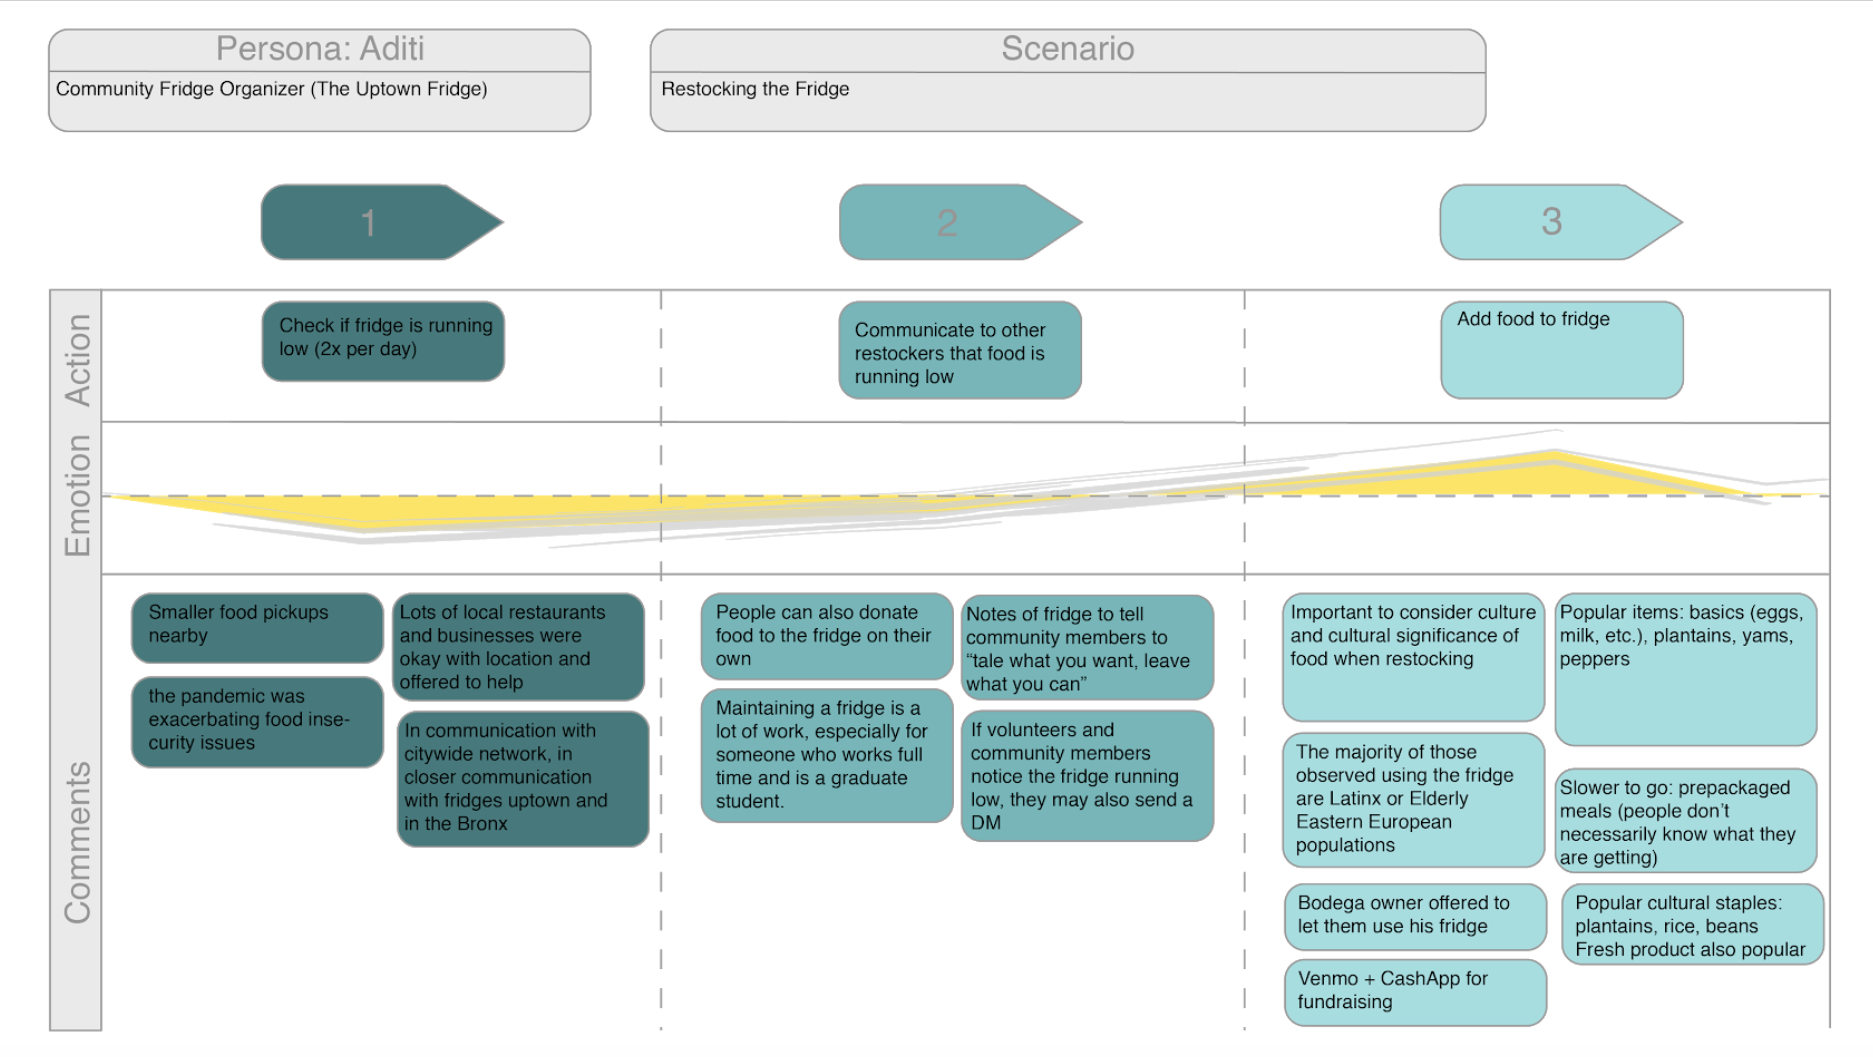 Persona: Aditi
Community Fridge Organizer (The Uptown Fridge)
Scenario
Restocking the Fridge
1
2
3
Action
Check if fridge is running
low (2x per day)
Communicate to other
restockers that food is
running low
Add food to fridge
Emotion
Comments
Smaller food pickups
nearby
the pandemic was
exacerbating food inse-
curity issues
Lots of local restaurants
and businesses were
okay with location and
offered to help
In communication with
citywide network, in
closer communication
with fridges uptown and
in the Bronx
People can also donate
food to the fridge on their
own
Maintaining a fridge is a
lot of work, especially for
someone who works full
time and is a graduate
student.
Notes of fridge to tell
community members to
“tale what you want, leave
what you can”
If volunteers and
community members
notice the fridge running
low, they may also send a
DM
Important to consider culture
and cultural significance of
food when restocking
The majority of those
observed using the fridge
are Latinx or Elderly
Eastern European
populations
Bodega owner offered to
let them use his fridge
Venmo + CashApp for
fundraising
Popular items: basics (eggs,
milk, etc.), plantains, yams,
peppers
Slower to go: prepackaged
meals (people don’t
necessarily know what they
are getting)
Popular cultural staples:
plantains, rice, beans
Fresh product also popular